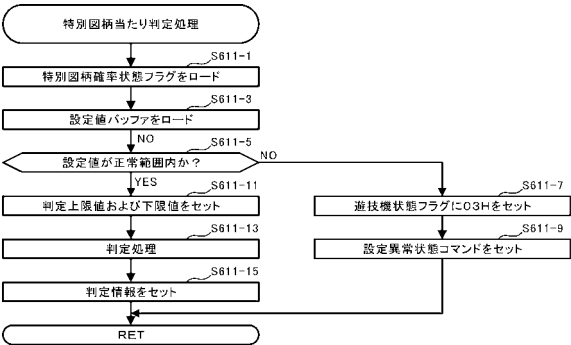 特別図柄当たり判定処理
S611-1
特別図柄確率状態フラグをロード
S611-3
設定値バッファをロード
NO
S611-5
設定値が正常範囲内か？
NO
YES
S611-11
判定上限値および下限値をセット
S611-7
遊技機状態フラグに03Hをセット
S611-13
判定処理
S611-9
設定異常状態コマンドをセット
S611-15
判定情報をセット
RET